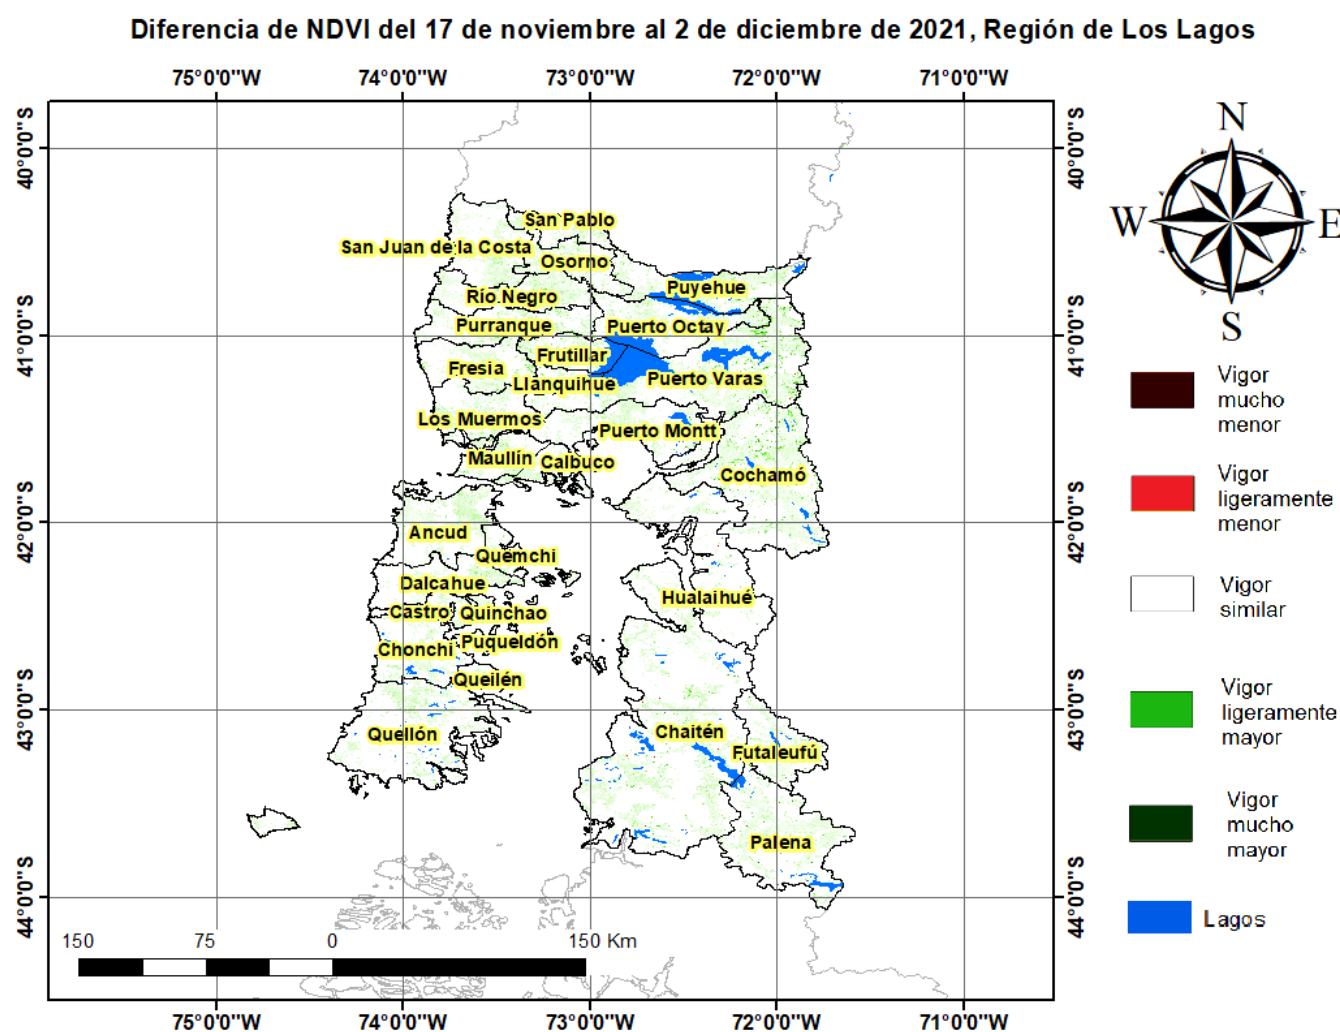 Diferencia de NDVI del 17 de noviembre al 2 de diciembre de 2021, Región de Los Lagos
75°0'0"W 74°0'0"W 73°0'0"W 72°0'0"W 71°0'0"W
40°0'0"S
40°0'0"S
41°0'0"S
41°0'0"S
42°0'0"S
42°0'0"S
43°0'0"S
43°0'0"S
44°0'0"S
44°0'0"S
San Pablo
San Juan de la Costa
Osorno
Puyehue
Río Negro
Purranque
Puerto Octay
Frutillar
Fresia
Llanquihue
Puerto Varas
Los Muermos
Puerto Montt
Maullín
Calbuco
Cochamó
Ancud
Quemchi
Dalcahue
Hualaihué
Castro
Quinchao
Chonchi
Puqueldón
Queilén
Quellón
Chaitén
Futaleufú
Palena
150 75 0 150 Km
75°0'0"W 74°0'0"W 73°0'0"W 72°0'0"W 71°0'0"W
N
W E
S
Vigor
mucho
menor
Vigor
ligeramente
menor
Vigor
similar
Vigor
ligeramente
mayor
Vigor
mucho
mayor
Lagos